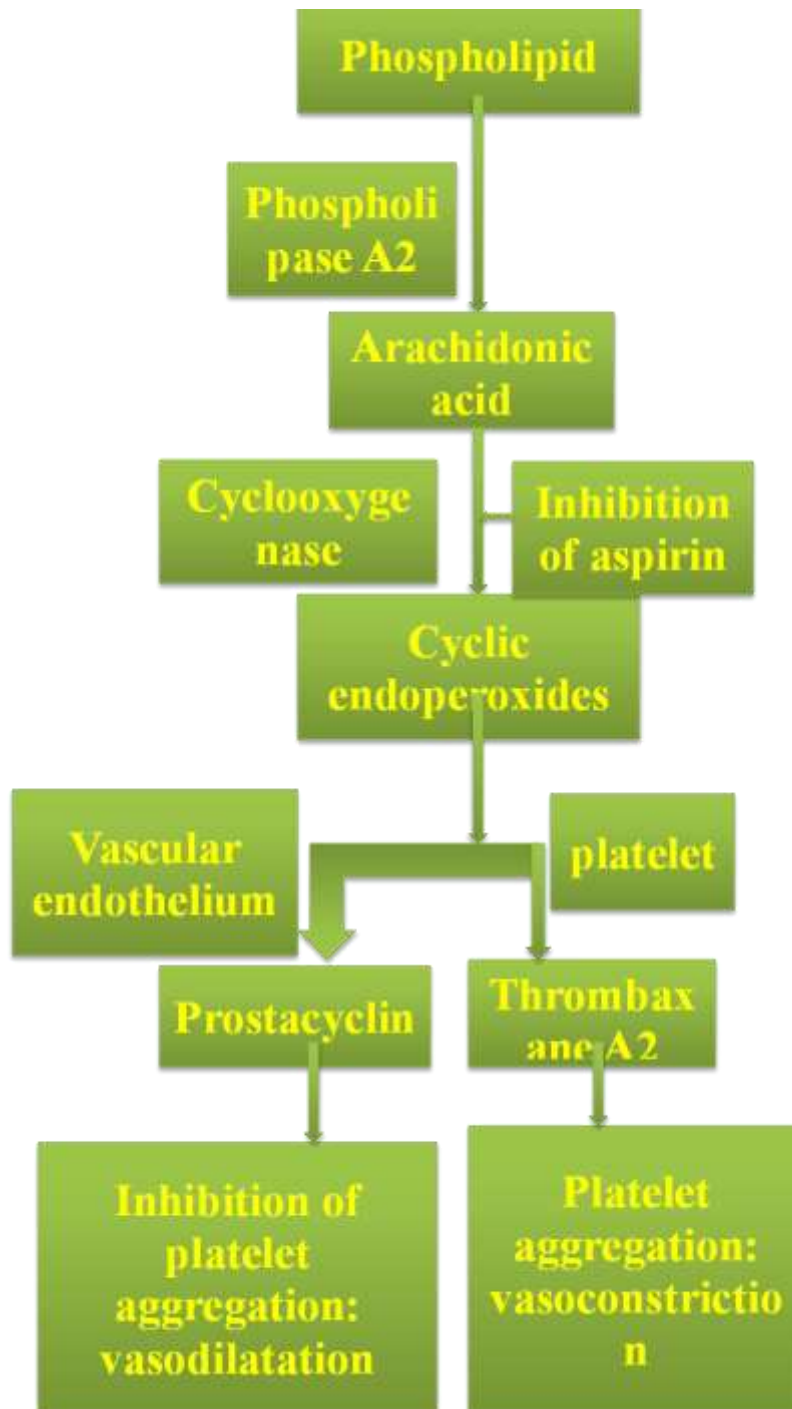 Phospholipid
Phospholi
pase A2
Arachidonic
acid
Cyclooxyge
nase
Inhibition
of aspirin
Cyclic
endoperoxides
Vascular
endothelium
platelet
Prostacyclin
Thrombax
ane A2
Inhibition of
platelet
aggregation:
vasodilatation
Platelet
aggregation:
vasoconstrictio
n